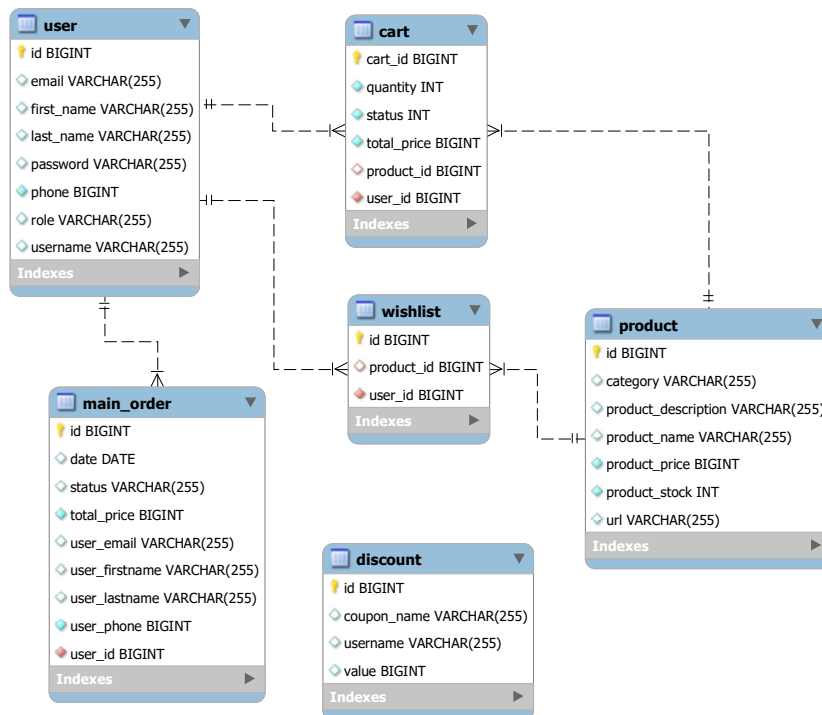 user
id BIGINT
email VARCHAR(255)
first_name VARCHAR(255)
last_name VARCHAR(255)
password VARCHAR(255)
phone BIGINT
role VARCHAR(255)
username VARCHAR(255)
Indexes
cart
cart_id BIGINT
quantity INT
status INT
total_price BIGINT
product_id BIGINT
user_id BIGINT
Indexes
wishlist
id BIGINT
product_id BIGINT
user_id BIGINT
Indexes
product
id BIGINT
category VARCHAR(255)
product_description VARCHAR(255)
product_name VARCHAR(255)
product_price BIGINT
product_stock INT
url VARCHAR(255)
Indexes
main_order
id BIGINT
date DATE
status VARCHAR(255)
total_price BIGINT
user_email VARCHAR(255)
user_firstname VARCHAR(255)
user_lastname VARCHAR(255)
user_phone BIGINT
user_id BIGINT
Indexes
discount
id BIGINT
coupon_name VARCHAR(255)
username VARCHAR(255)
value BIGINT
Indexes